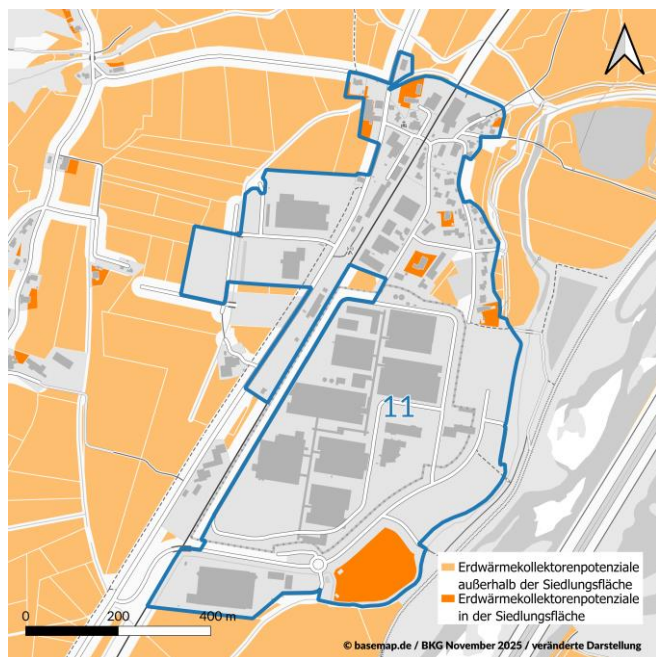 11
Erdwärmekollektorenpotenziale
außerhalb der Siedlungsfläche
Erdwärmekollektorenpotenziale
in der Siedlungsfläche
0 200 400 m
© basemap.de / BKG November 2025 / veränderte Darstellung